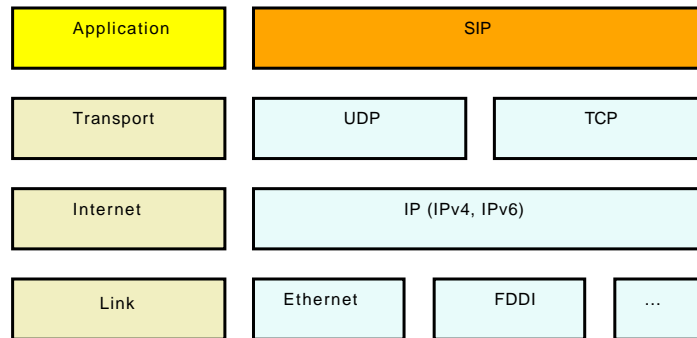 Application
SIP
Transport
UDP
TCP
Internet
IP (IPv4, IPv6)
Link
Ethernet
FDDI
...